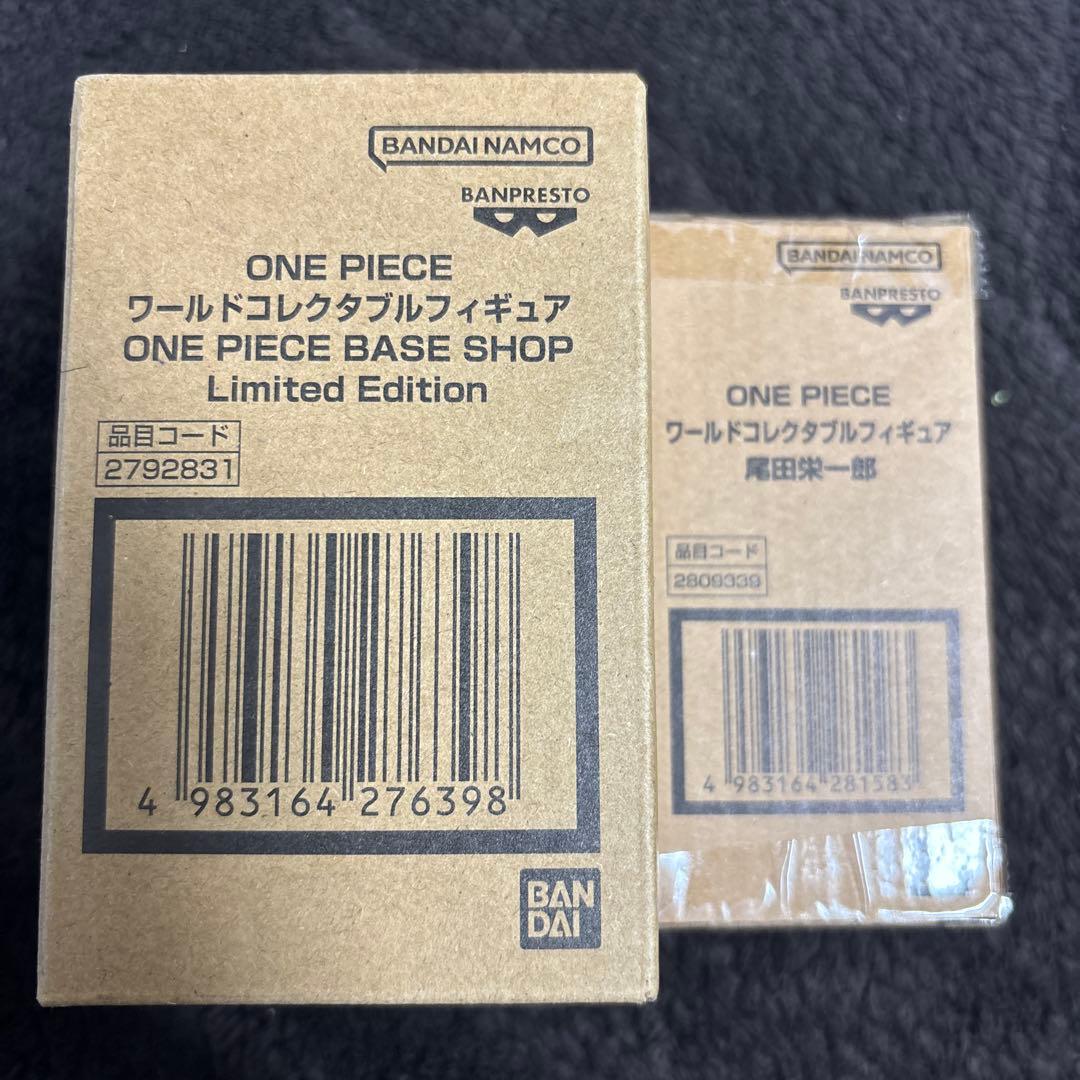 BANDAI NAMCO
BANPRESTO
ONE PIECE
ワールドコレクタブルフィギュア
ONE PIECE BASE SHOP
Limited Edition
品目コード
2792831
4 983164 276398
BAN
DAI
BANDAI NAMCO
BANPRESTO
ONE PIECE
ワールドコレクタブルフィギュア
尾田栄一郎
品目コード
2809339
4 983164 281583